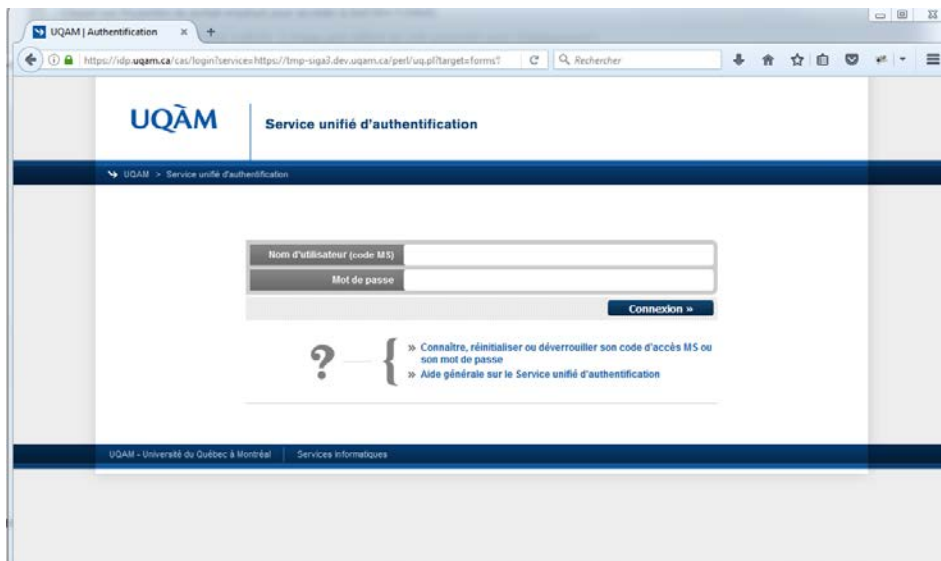 UQAM | Authentification
https://idp.uqam.ca/cas/login?service=https://tmp-siga3.dev.uqam.ca/perl/uq.pl?target=forms?
Rechercher
UQÀM
Service unifié d'authentification
UQAM > Service unifié d'authentification
Nom d'utilisateur (code MS)
Mot de passe
Connexion »
? {
» Connaître, réinitialiser ou déverrouiller son code d'accès MS ou
son mot de passe
» Aide générale sur le Service unifié d'authentification
UQAM - Université du Québec à Montréal
Services informatiques